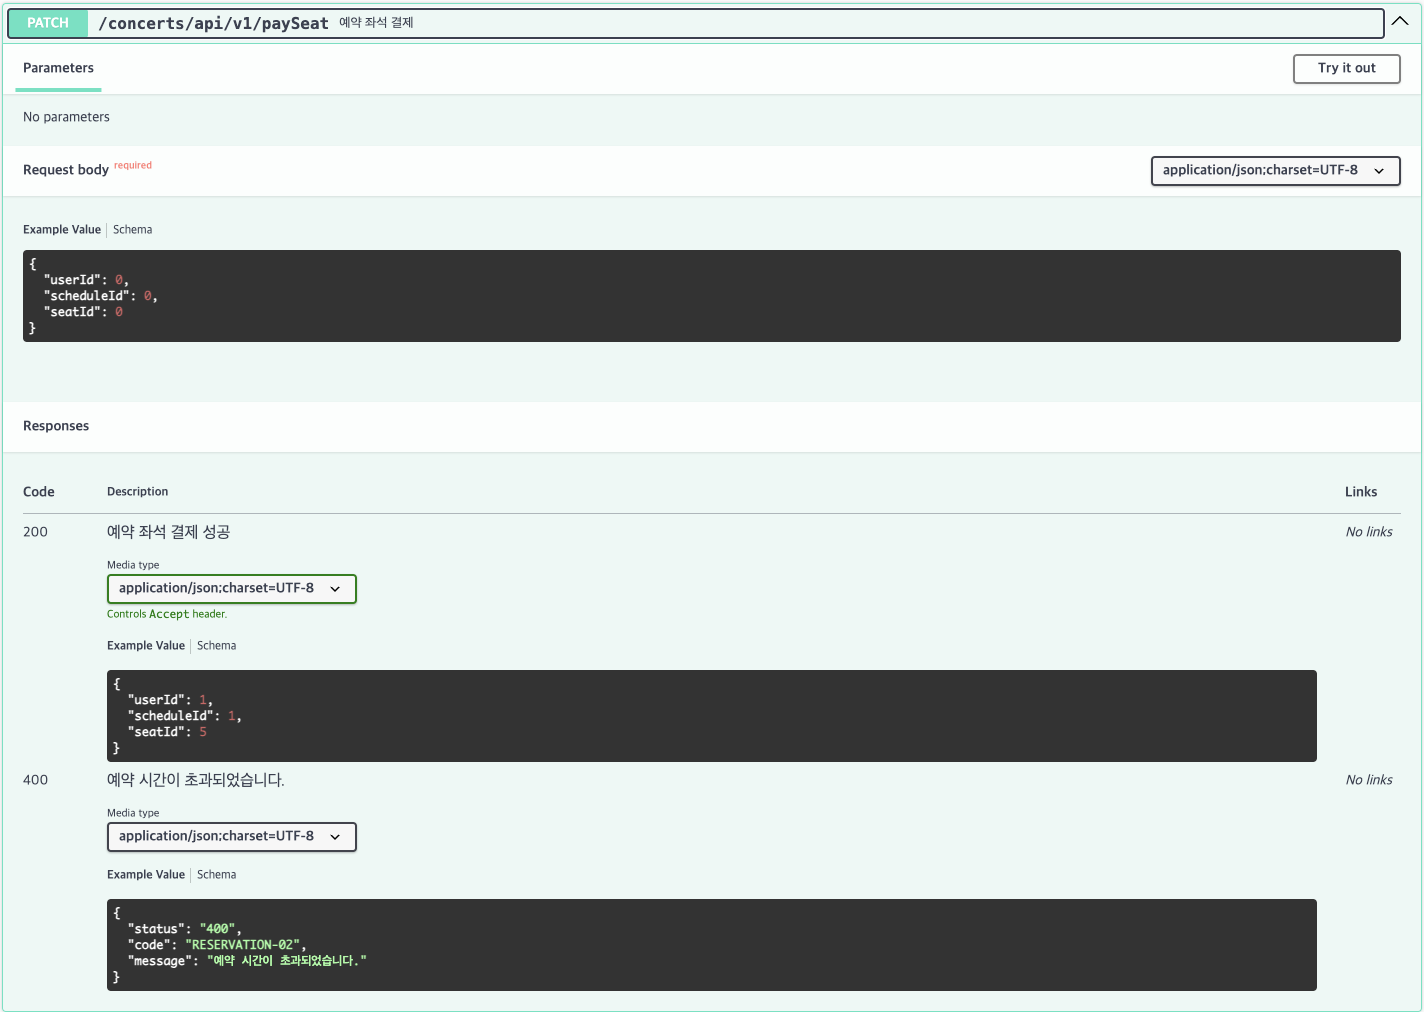 PATCH /concerts/api/v1/paySeat 예약 좌석 결제
Parameters
Try it out
No parameters
Request body required
application/json;charset=UTF-8
Example Value Schema
{
"userId": 0,
"scheduleId": 0,
"seatId": 0
}
Responses
Code Description Links
200 예약 좌석 결제 성공 No links
Media type
application/json;charset=UTF-8
Controls Accept header.
Example Value Schema
{
"userId": 1,
"scheduleId": 1,
"seatId": 5
}
400 예약 시간이 초과되었습니다. No links
Media type
application/json;charset=UTF-8
Example Value Schema
{
"status": "400",
"code": "RESERVATION-02",
"message": "예약 시간이 초과되었습니다."
}